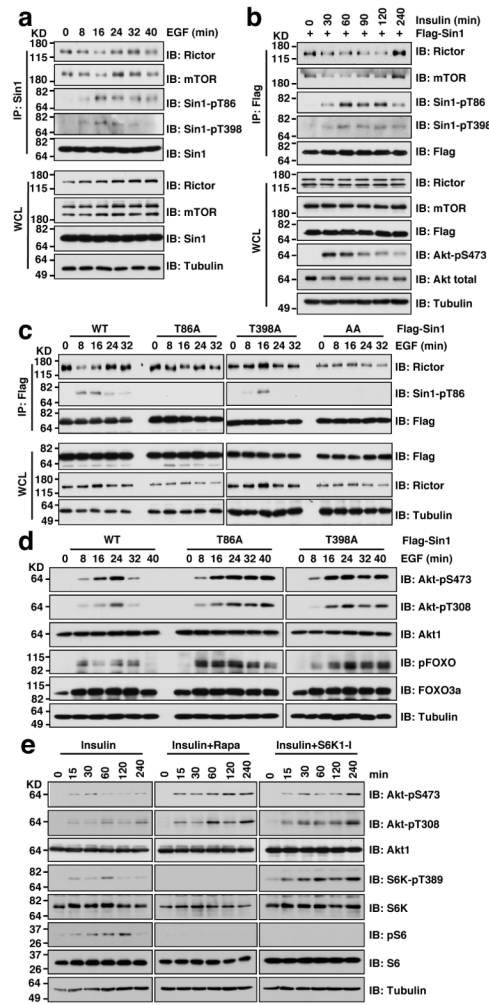 a
KD
0 8 16 24 32 40 EGF (min)
IP: Sin1
180
115
IB: Rictor
180
IB: mTOR
82
64
IB: Sin1-pT86
82
64
IB: Sin1-pT398
82
64
IB: Sin1
WCL
180
115
IB: Rictor
180
IB: mTOR
82
64
IB: Sin1
64
49
IB: Tubulin
b
0 30 60 90 120 240 Insulin (min)
KD + + + + + + Flag-Sin1
IP: Flag
180
115
IB: Rictor
180
IB: mTOR
82
64
IB: Sin1-pT86
82
64
IB: Sin1-pT398
82
64
IB: Flag
WCL
180
115
IB: Rictor
180
IB: mTOR
82
64
IB: Flag
64
IB: Akt-pS473
64
IB: Akt total
49
IB: Tubulin
c
WT T86A T398A AA Flag-Sin1
KD 0 8 16 24 32 0 8 16 24 32 0 8 16 24 32 0 8 16 24 32 EGF (min)
IP: Flag
180
115
IB: Rictor
82
64
IB: Sin1-pT86
82
64
IB: Flag
WCL
82
64
IB: Flag
180
115
IB: Rictor
64
49
IB: Tubulin
d
WT T86A T398A Flag-Sin1
KD 0 8 16 24 32 40 0 8 16 24 32 40 0 8 16 24 32 40 EGF (min)
64
IB: Akt-pS473
64
IB: Akt-pT308
64
IB: Akt1
115
82
IB: pFOXO
115
82
IB: FOXO3a
64
49
IB: Tubulin
e
Insulin Insulin+Rapa Insulin+S6K1-I
KD 0 15 30 60 120 240 0 15 30 60 120 240 0 15 30 60 120 240 min
64
IB: Akt-pS473
64
IB: Akt-pT308
64
IB: Akt1
82
64
IB: S6K-pT389
82
64
IB: S6K
37
26
IB: pS6
37
26
IB: S6
64
49
IB: Tubulin